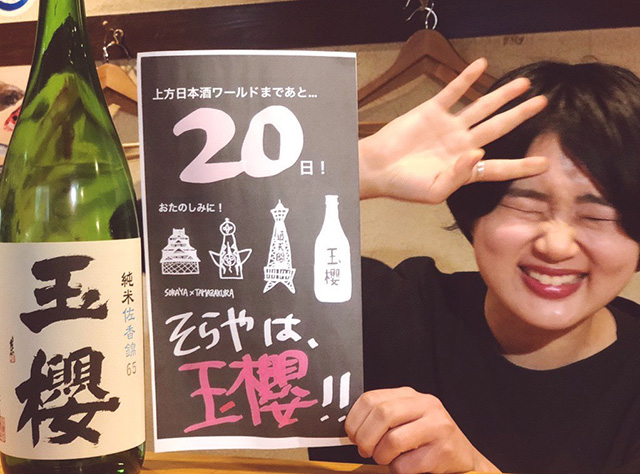 玉櫻
純米佐香錦65
上方日本酒ワールドまであと...
20日!
おたのしみに!
玉櫻
SORAYA×TAMAZAKURA
そらやは、
玉櫻!!